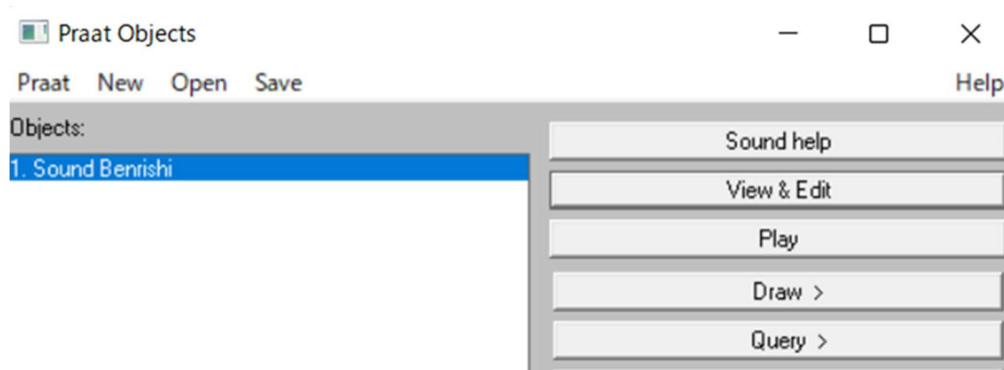 Praat Objects
Praat New Open Save Help
Objects:
1. Sound Benrishi
Sound help
View & Edit
Play
Draw >
Query >